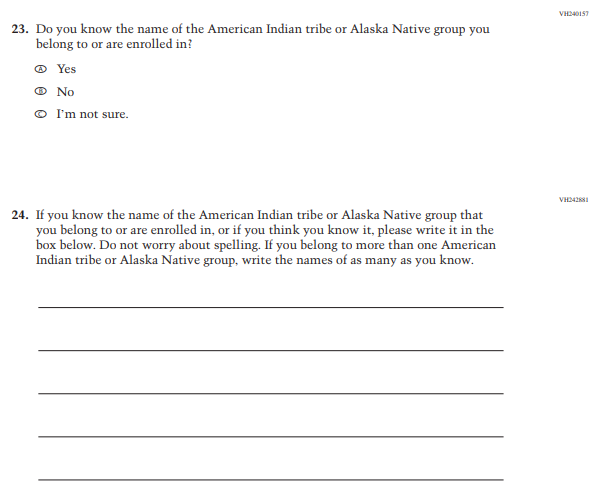 VH240157
23. Do you know the name of the American Indian tribe or Alaska Native group you
belong to or are enrolled in?
A Yes
B No
C I'm not sure.
VH242881
24. If you know the name of the American Indian tribe or Alaska Native group that
you belong to or are enrolled in, or if you think you know it, please write it in the
box below. Do not worry about spelling. If you belong to more than one American
Indian tribe or Alaska Native group, write the names of as many as you know.